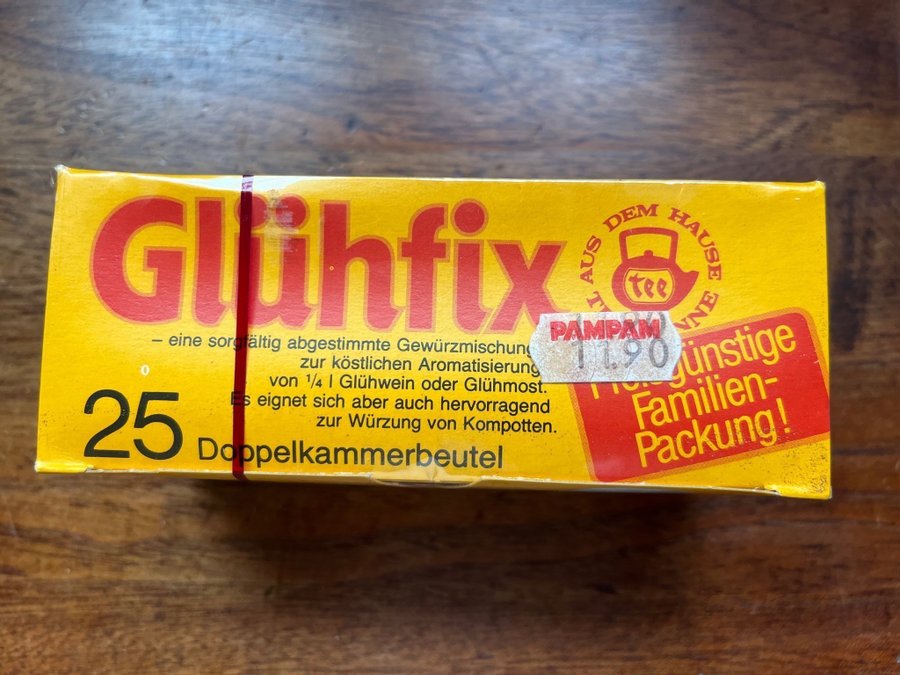 Glühfix
AUS DEM HAUSE
tee
PAMPAM
11.90
– eine sorgfältig abgestimmte Gewürzmischung
zur köstlichen Aromatisierung
von 1/4 l Glühwein oder Glühmost.
Es eignet sich aber auch hervorragend
zur Würzung von Kompotten.
25 Doppelkammerbeutel
Familien-
Packung!